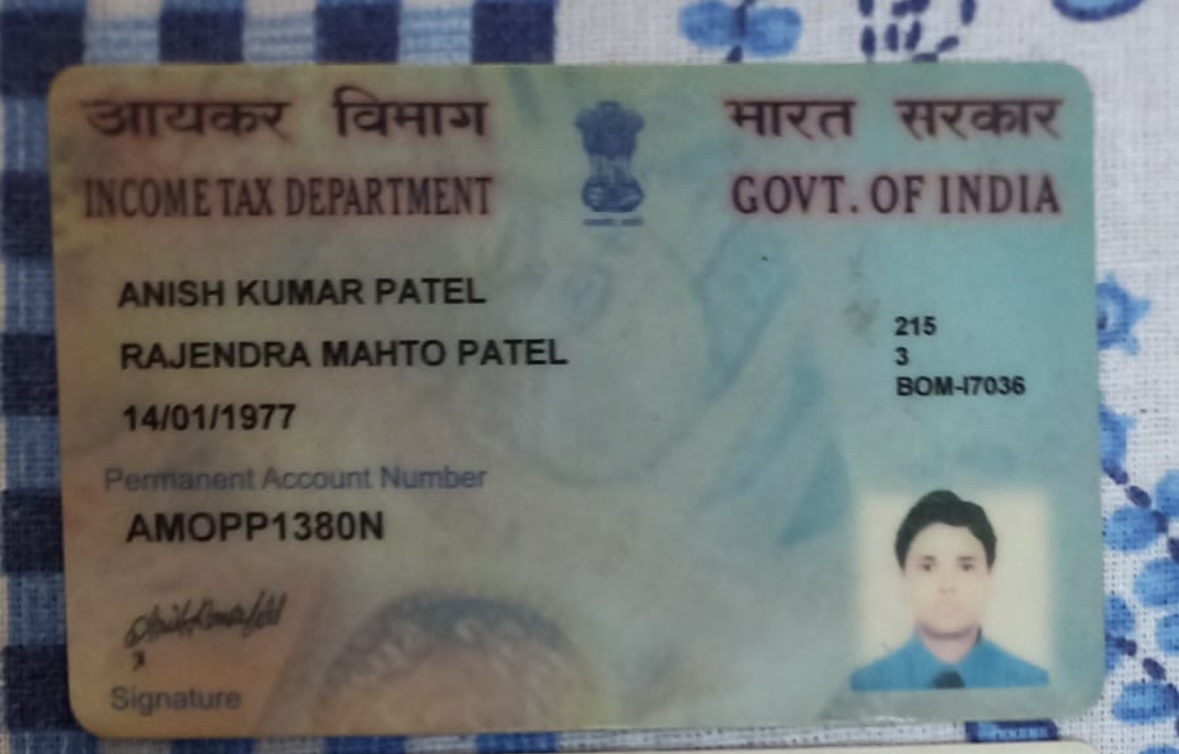 आयकर विभाग
भारत सरकार
INCOME TAX DEPARTMENT
GOVT. OF INDIA
ANISH KUMAR PATEL
RAJENDRA MAHTO PATEL
14/01/1977
215
3
BOM-I7036
Permanent Account Number
AMOPP1380N
Signature